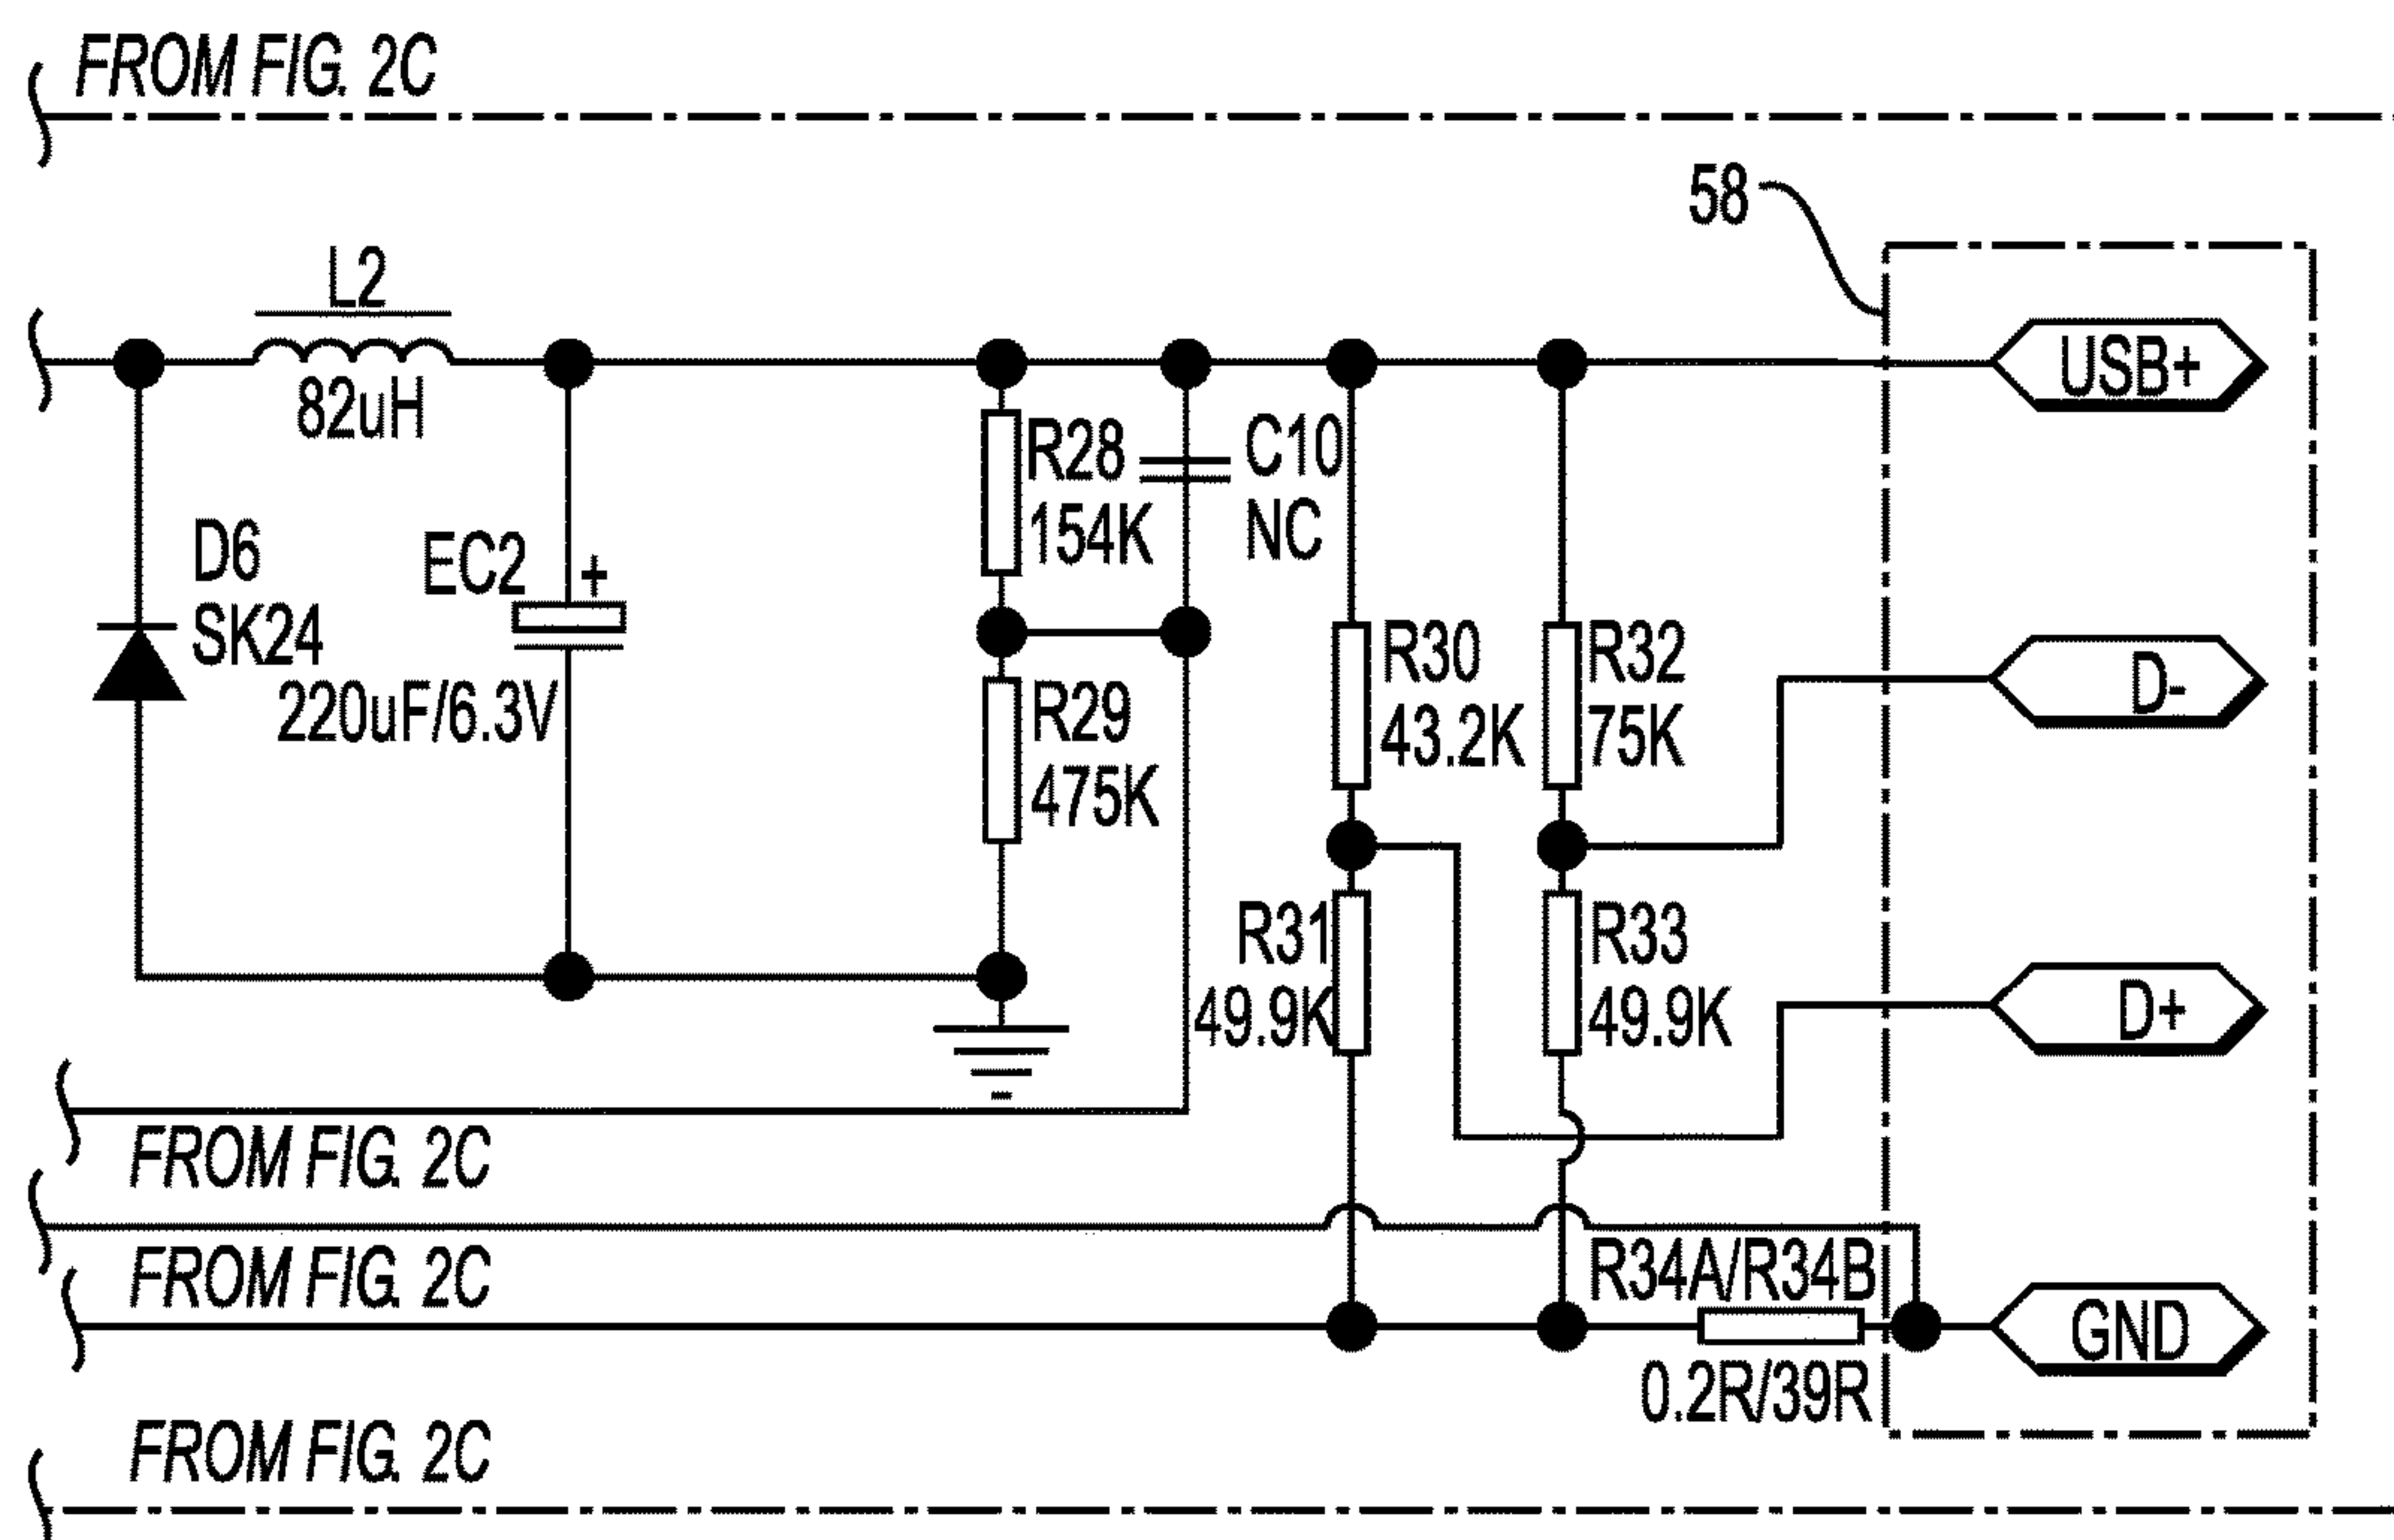 FROM FIG. 2C
58
L2
82uH
USB+
R28
154K
C10
NC
D6
SK24
EC2
+
220uF/6.3V
R29
475K
R30
43.2K
R32
75K
D-
R31
49.9K
R33
49.9K
D+
FROM FIG. 2C
FROM FIG. 2C
R34A/R34B
0.2R/39R
GND
FROM FIG. 2C